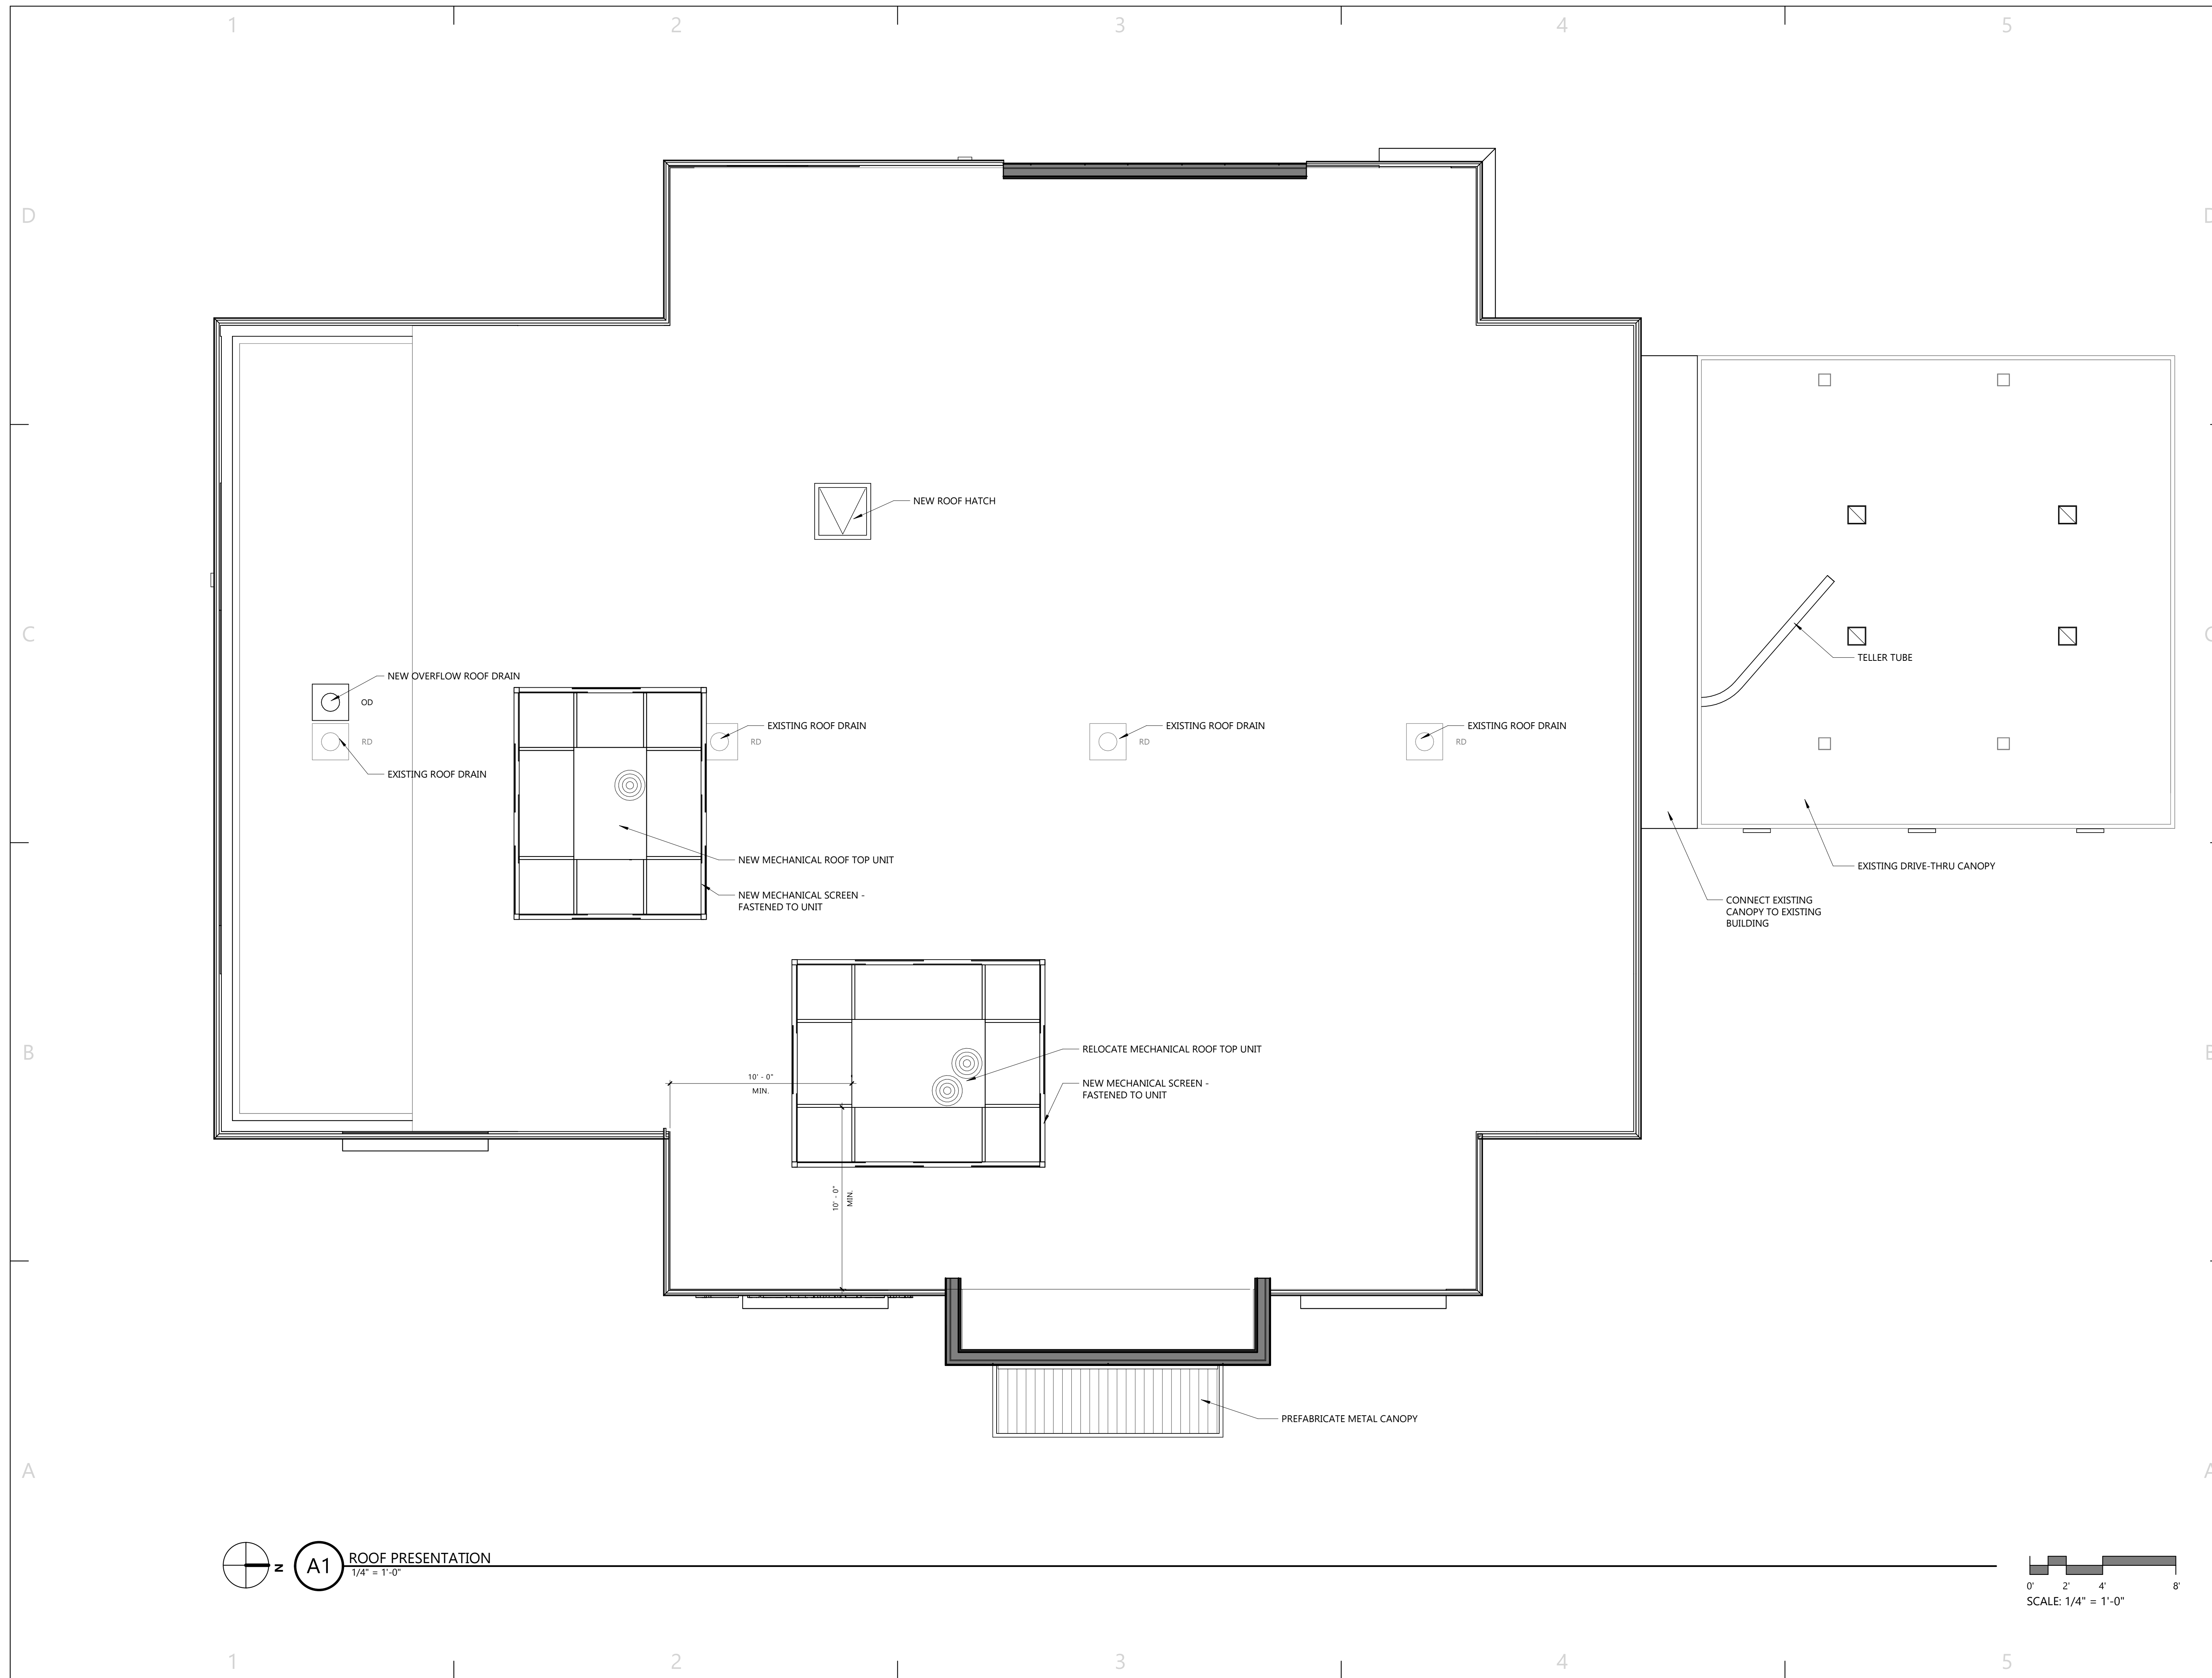 1 2 3 4 5
D
NEW ROOF HATCH
C
TELLER TUBE
NEW OVERFLOW ROOF DRAIN
OD
RD
EXISTING ROOF DRAIN
EXISTING ROOF DRAIN
RD
EXISTING ROOF DRAIN
RD
EXISTING ROOF DRAIN
RD
NEW MECHANICAL ROOF TOP UNIT
NEW MECHANICAL SCREEN -
FASTENED TO UNIT
EXISTING DRIVE-THRU CANOPY
CONNECT EXISTING
CANOPY TO EXISTING
BUILDING
B
RELOCATE MECHANICAL ROOF TOP UNIT
NEW MECHANICAL SCREEN -
FASTENED TO UNIT
10' - 0"
MIN.
10' - 0"
MIN.
PREFABRICATE METAL CANOPY
A
N
A1
ROOF PRESENTATION
1/4" = 1'-0"
0' 2' 4' 8'
SCALE: 1/4" = 1'-0"
1 2 3 4 5